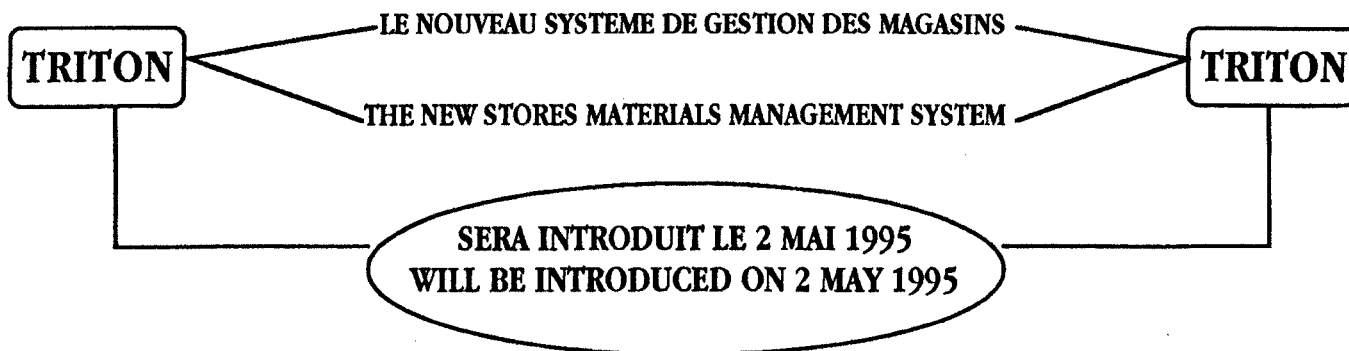 LE NOUVEAU SYSTEME DE GESTION DES MAGASINS
TRITON
TRITON
THE NEW STORES MATERIALS MANAGEMENT SYSTEM
SERA INTRODUIT LE 2 MAI 1995
WILL BE INTRODUCED ON 2 MAY 1995